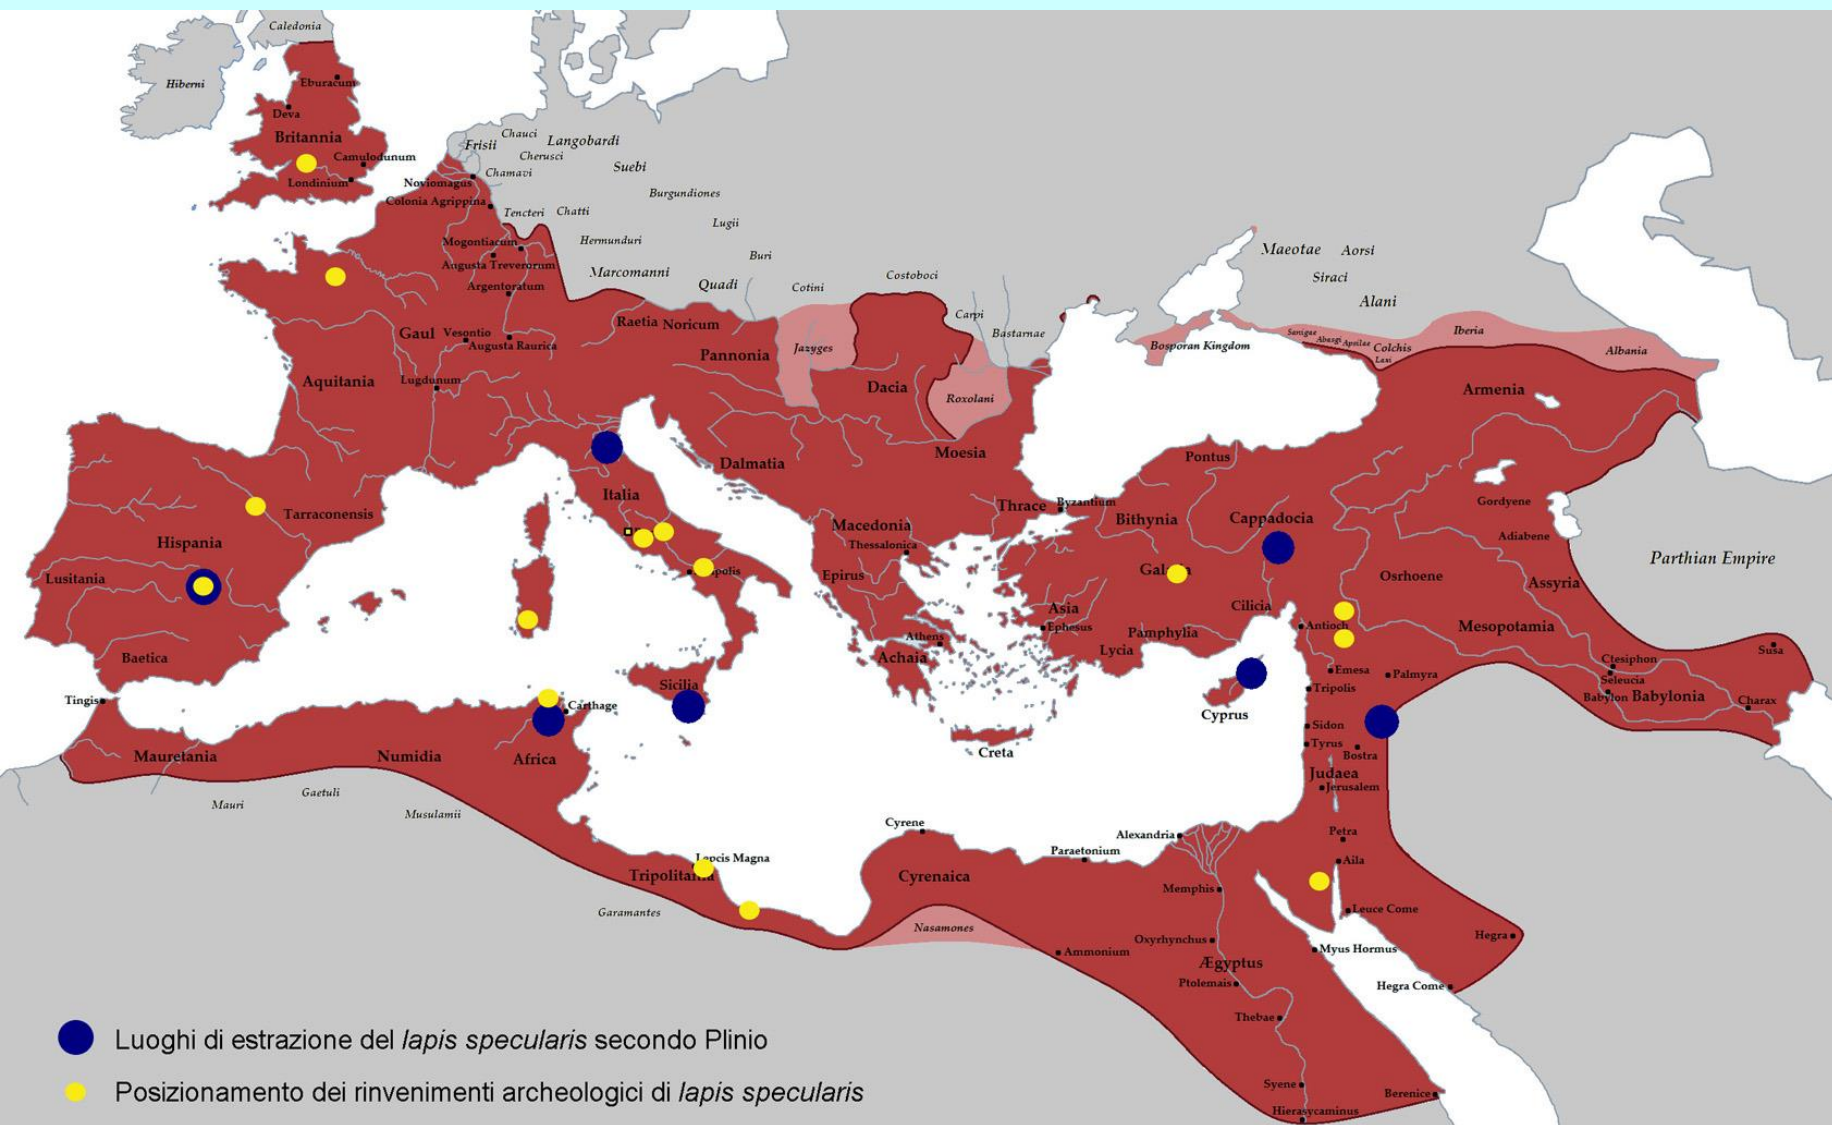 Caledonia
Hiberni
Eburacum
Deva
Britannia
Camulodunum
Londinium
Frisii
Chauci
Langobardi
Cherusci
Chamavi
Suebi
Noviomagus
Burgundiones
Colonia Agrippina
Tencteri
Chatti
Lugii
Mogontiacum
Hermunduri
Buri
Augusta Treverorum
Marcomanni
Quadi
Cotini
Costoboci
Argentoratum
Maeotae
Aorsi
Siraci
Alani
Carpi
Bastarnae
Gaul
Vesontio
Augusta Raurica
Raetia
Noricum
Pannonia
Jazyges
Bosporan Kingdom
Sanigae
Abasgi
Apsilae
Colchis
Lasi
Iberia
Albania
Aquitania
Lugdunum
Dacia
Roxolani
Armenia
Dalmatia
Moesia
Pontus
Italia
Tarraconensis
Hispania
Lusitania
Baetica
Macedonia
Thessalonica
Thrace
Byzantium
Bithynia
Cappadocia
Gordyene
Adiabene
Parthian Empire
Epirus
Osrhoene
Assyria
Asia
Ephesus
Cilicia
Antioch
Mesopotamia
Athens
Achaia
Pamphylia
Lycia
Emesa
Palmyra
Ctesiphon
Seleucia
Susa
Tripolis
Babylon
Babylonia
Charax
Sicilia
Tingis
Carthage
Cyprus
Sidon
Tyrus
Bostra
Mauretania
Numidia
Africa
Creta
Judaea
Jerusalem
Mauri
Gaetuli
Musulamii
Cyrene
Alexandria
Petra
Paraetonium
Aila
Lepcis Magna
Cyrenaica
Memphis
Garamantes
Nasamones
Leuce Come
Oxyrhynchus
Hegra
Ammonium
Myus Hormus
Ægyptus
Ptolemais
Hegra Come
Thebae
Syene
Berenice
Hierasycaminus
Luoghi di estrazione del lapis specularis secondo Plinio
Posizionamento dei rinvenimenti archeologici di lapis specularis